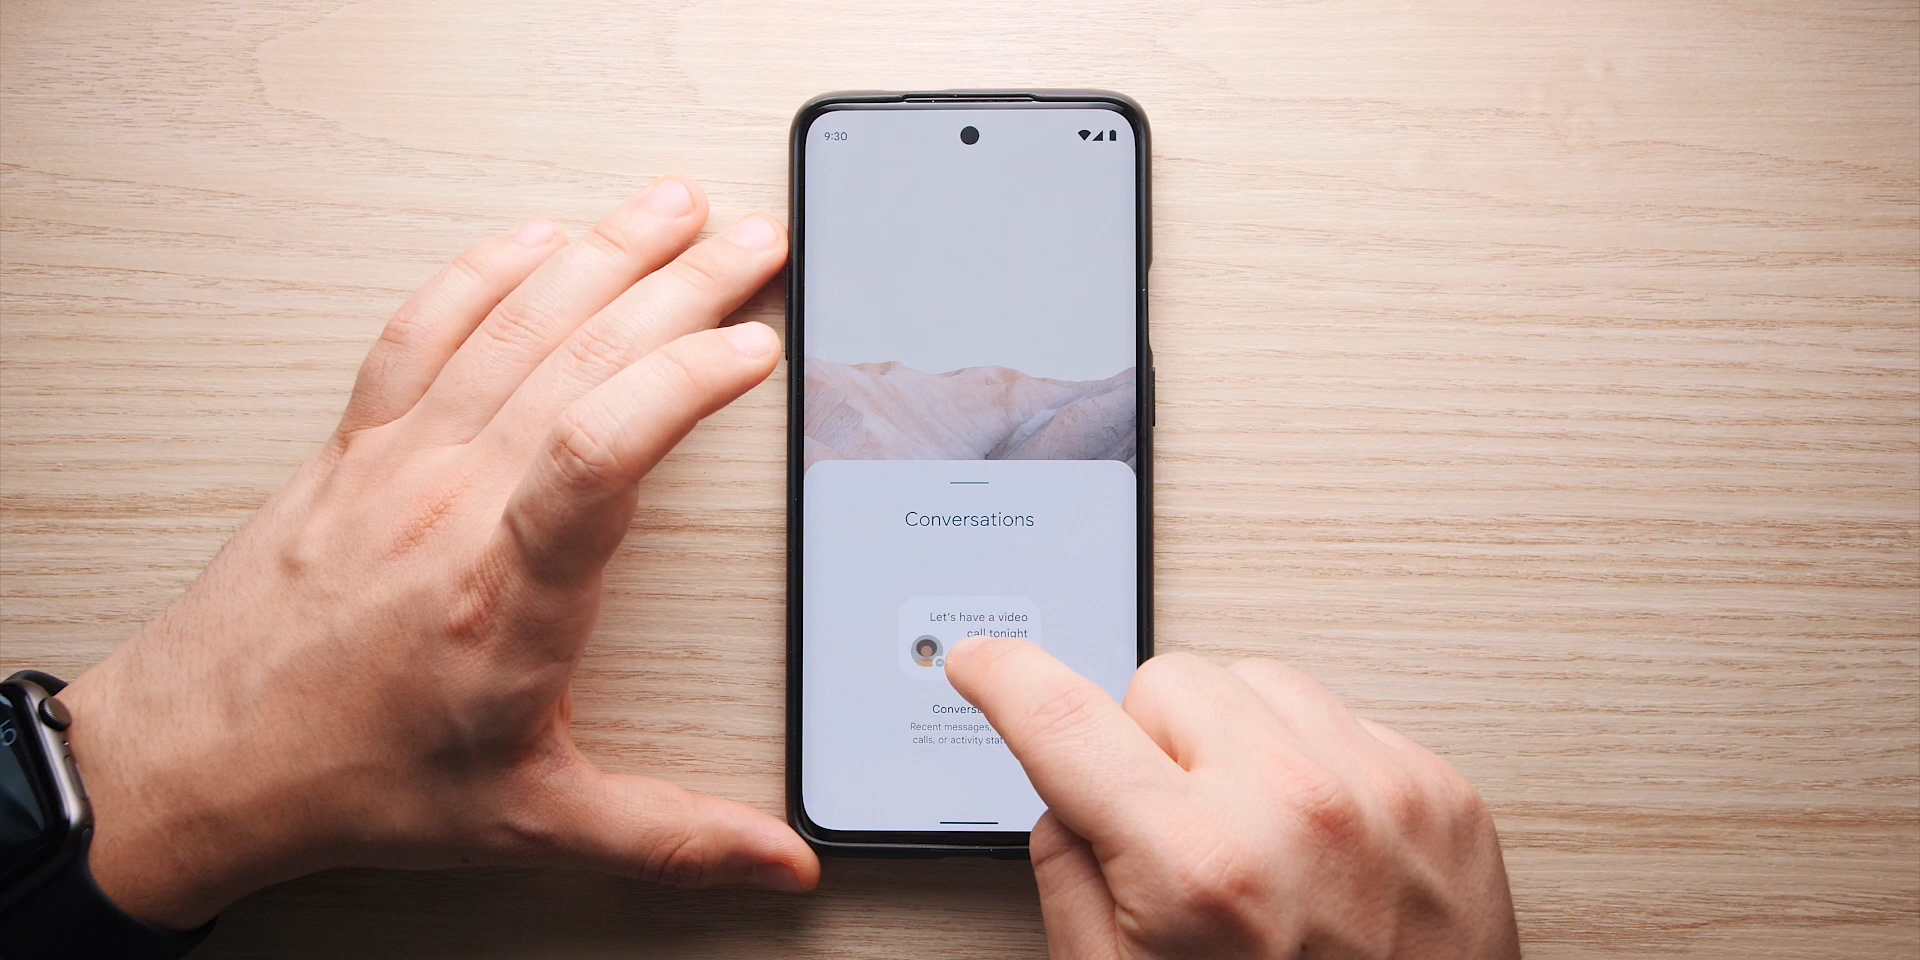 9:30
Conversations
Let's have a video
call tonight
Recent messages,
calls, or activity